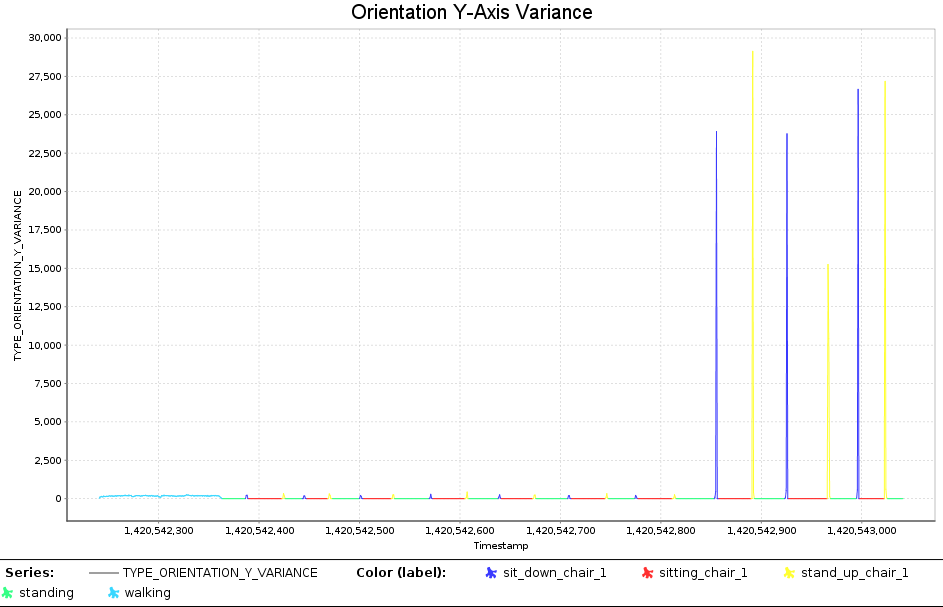 Orientation Y-Axis Variance
30,000
27,500
25,000
22,500
20,000
17,500
15,000
12,500
10,000
7,500
5,000
2,500
0
TYPE_ORIENTATION_Y_VARIANCE
1,420,542,300 1,420,542,400 1,420,542,500 1,420,542,600 1,420,542,700 1,420,542,800 1,420,542,900 1,420,543,000
Timestamp
Series: TYPE_ORIENTATION_Y_VARIANCE Color (label): sit_down_chair_1 sitting_chair_1 stand_up_chair_1
standing walking